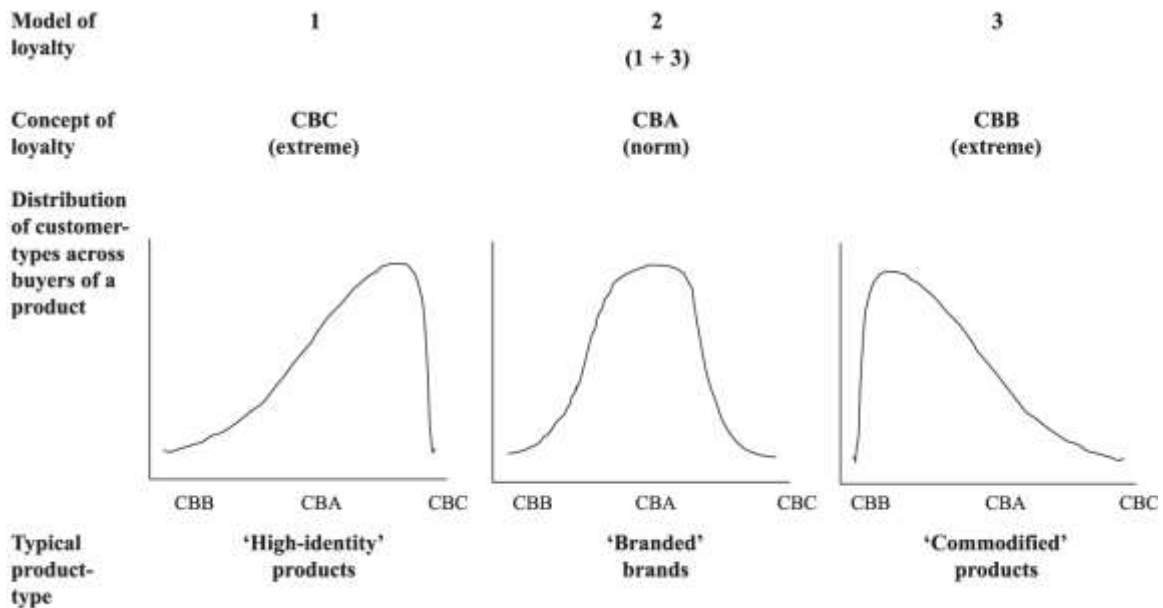 Model of
loyalty
1
2
(1 + 3)
3
Concept of
loyalty
CBC
(extreme)
CBA
(norm)
CBB
(extreme)
Distribution
of customer-
types across
buyers of a
product
CBB CBA CBC
CBB CBA CBC
CBB CBA CBC
Typical
product-
type
‘High-identity’
products
‘Branded’
brands
‘Commodified’
products